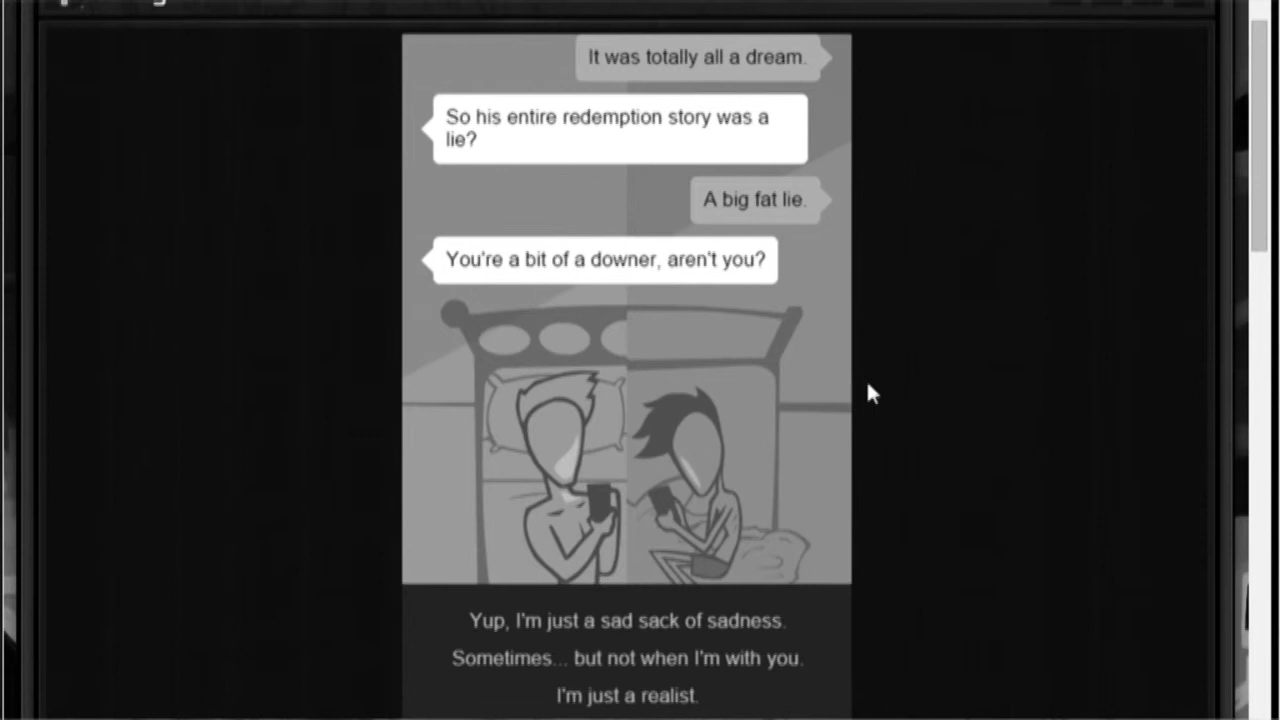 It was totally all a dream.
So his entire redemption story was a
lie?
A big fat lie.
You're a bit of a downer, aren't you?
Yup, I'm just a sad sack of sadness.
Sometimes... but not when I'm with you.
I'm just a realist.